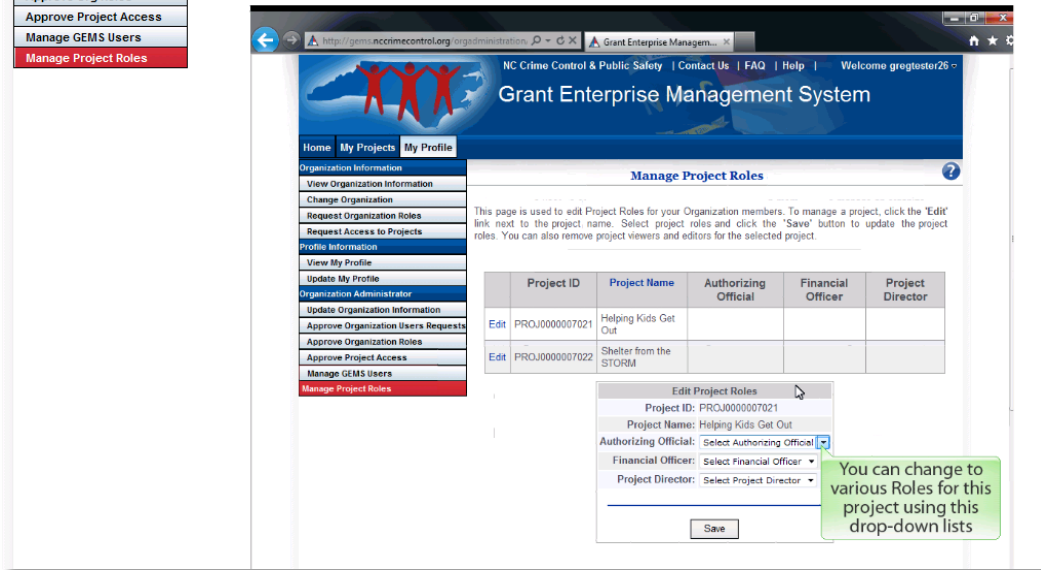 Approve Project Access
Manage GEMS Users
Manage Project Roles
http://gems.nccrimecontrol.org/orgadministration/
Grant Enterprise Managem...
NC Crime Control & Public Safety | Contact Us | FAQ | Help | Welcome gregtester26
Grant Enterprise Management System
Home My Projects My Profile
Organization Information
View Organization Information
Change Organization
Request Organization Roles
Request Access to Projects
Profile Information
View My Profile
Update My Profile
Organization Administrator
Update Organization Information
Approve Organization Users Requests
Approve Organization Roles
Approve Project Access
Manage GEMS Users
Manage Project Roles
Manage Project Roles
This page is used to edit Project Roles for your Organization members. To manage a project, click the 'Edit'
link next to the project name. Select project roles and click the 'Save' button to update the project
roles. You can also remove project viewers and editors for the selected project.
Project ID Project Name Authorizing Official Financial Officer Project Director
Edit PROJ0000007021 Helping Kids Get Out
Edit PROJ0000007022 Shelter from the STORM
Edit Project Roles
Project ID: PROJ0000007021
Project Name: Helping Kids Get Out
Authorizing Official: Select Authorizing Official
Financial Officer: Select Financial Officer
Project Director: Select Project Director
Save
You can change to
various Roles for this
project using this
drop-down lists